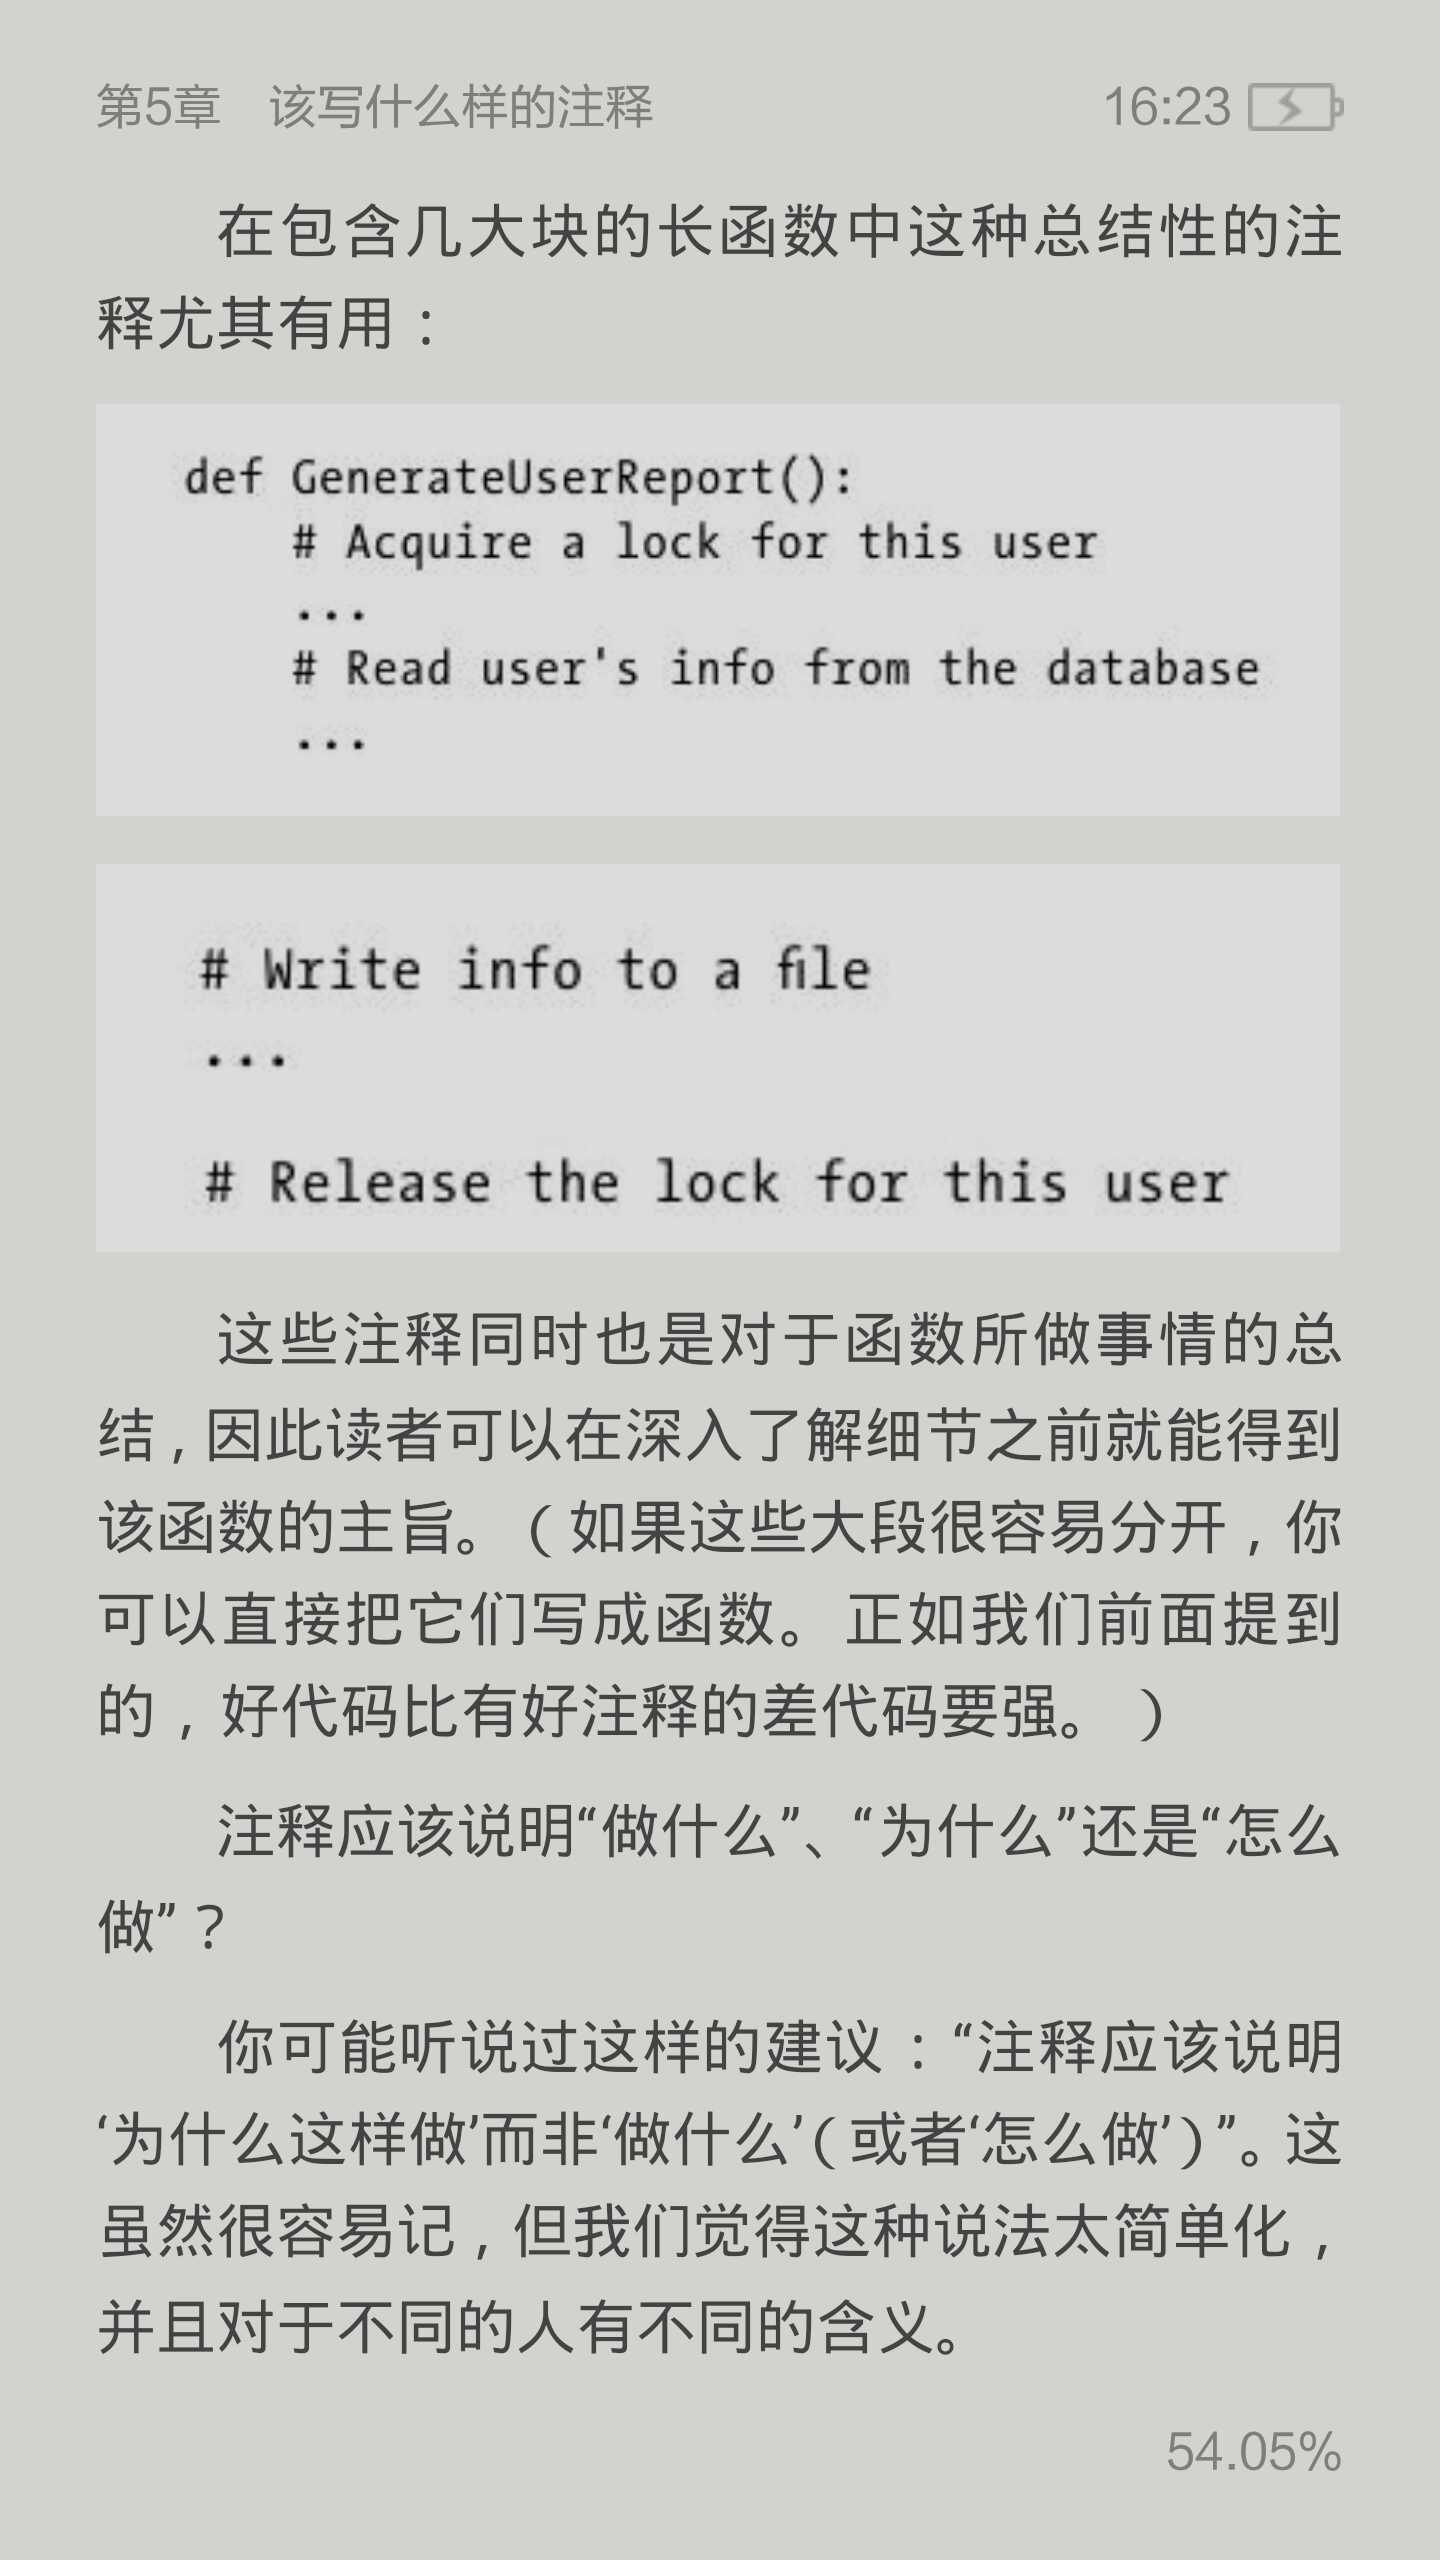 第5章　该写什么样的注释
16:23
在包含几大块的长函数中这种总结性的注
释尤其有用：
def GenerateUserReport():
# Acquire a lock for this user
...
# Read user's info from the database
...
# Write info to a file
...
# Release the lock for this user
这些注释同时也是对于函数所做事情的总
结，因此读者可以在深入了解细节之前就能得到
该函数的主旨。（如果这些大段很容易分开，你
可以直接把它们写成函数。正如我们前面提到
的，好代码比有好注释的差代码要强。）
注释应该说明“做什么”、“为什么”还是“怎么
做”？
你可能听说过这样的建议：“注释应该说明
‘为什么这样做’而非‘做什么’（或者‘怎么做’）”。这
虽然很容易记，但我们觉得这种说法太简单化，
并且对于不同的人有不同的含义。
54.05%